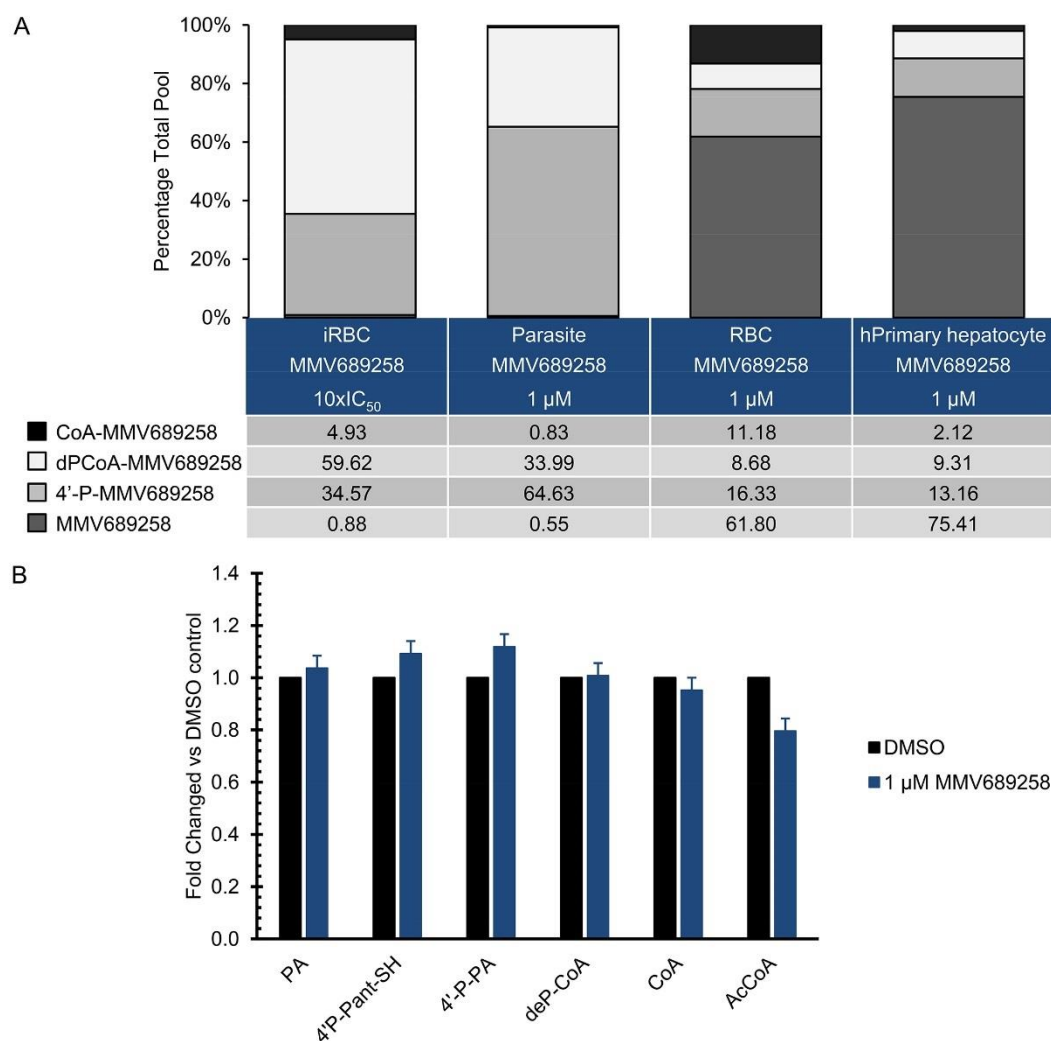 A
100%
80%
60%
40%
20%
0%
Percentage Total Pool
iRBC
MMV689258
10xIC₅₀
Parasite
MMV689258
1 µM
RBC
MMV689258
1 µM
hPrimary hepatocyte
MMV689258
1 µM
CoA-MMV689258 4.93 0.83 11.18 2.12
dPCoA-MMV689258 59.62 33.99 8.68 9.31
4’-P-MMV689258 34.57 64.63 16.33 13.16
MMV689258 0.88 0.55 61.80 75.41
B
1.4
1.2
1.0
0.8
0.6
0.4
0.2
0.0
Fold Changed vs DMSO control
PA
4'P-Pant-SH
4'-P-PA
deP-CoA
CoA
AcCoA
DMSO
1 µM MMV689258